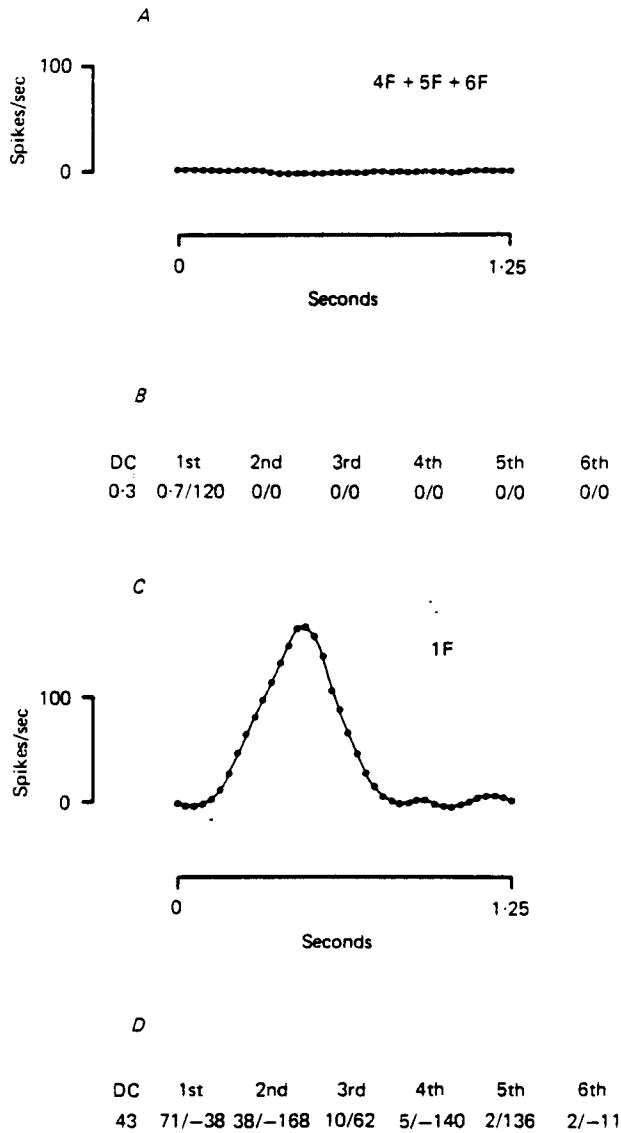 A
100
4F + 5F + 6F
Spikes/sec
0
0 1·25
Seconds
B
DC 1st 2nd 3rd 4th 5th 6th
0·3 0·7/120 0/0 0/0 0/0 0/0 0/0
C
1F
100
Spikes/sec
0
0 1·25
Seconds
D
DC 1st 2nd 3rd 4th 5th 6th
43 71/−38 38/−168 10/62 5/−140 2/136 2/−11